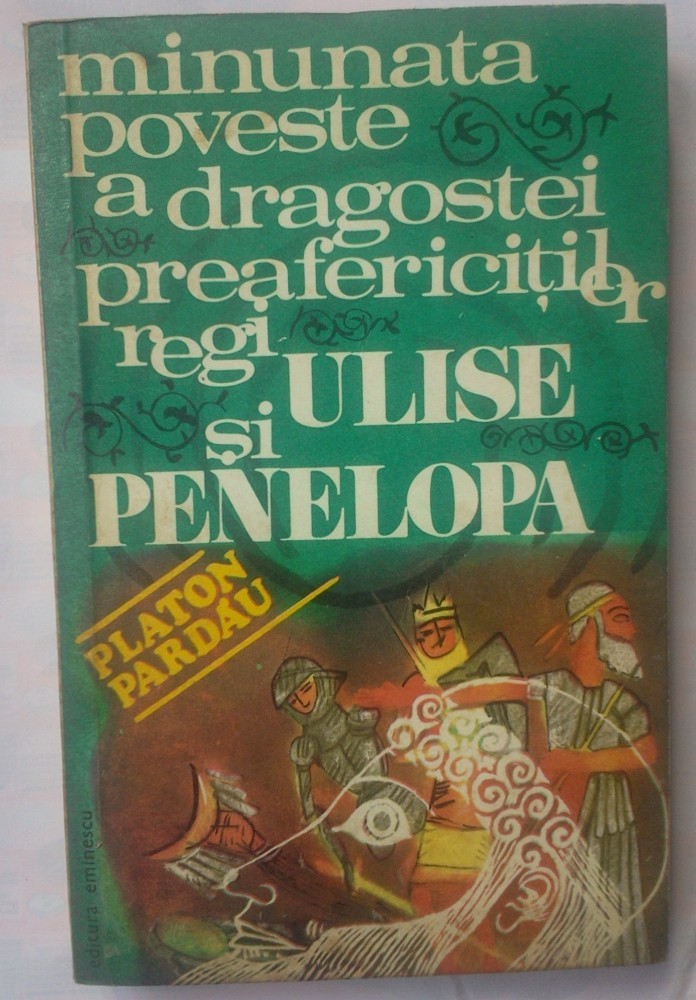 minunata
poveste
a dragostei
preafericiților
regi ULISE
și
PENELOPA
PLATON
PARDĂU
editura eminescu